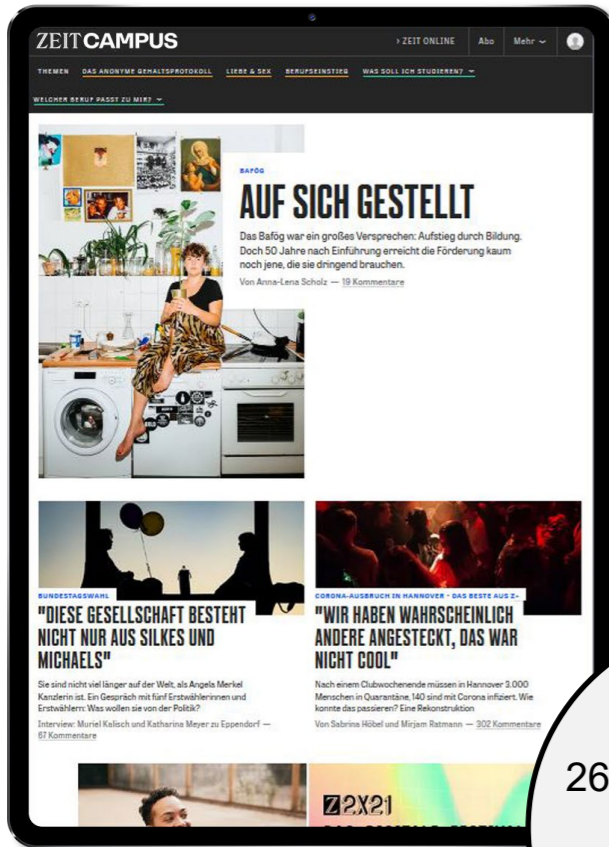 ZEIT CAMPUS
› ZEIT ONLINE
Abo
Mehr
THEMEN
DAS ANONYME GEHALTSPROTOKOLL
LIEBE & SEX
BERUFSEINSTIEG
WAS SOLL ICH STUDIEREN?
WELCHER BERUF PASST ZU MIR?
BAFÖG
AUF SICH GESTELLT
Das Bafög war ein großes Versprechen: Aufstieg durch Bildung.
Doch 50 Jahre nach Einführung erreicht die Förderung kaum
noch jene, die sie dringend brauchen.
Von Anna-Lena Scholz — 19 Kommentare
BUNDESTAGSWAHL
"DIESE GESELLSCHAFT BESTEHT
NICHT NUR AUS SILKES UND
MICHAELS"
Sie sind nicht viel länger auf der Welt, als Angela Merkel
Kanzlerin ist. Ein Gespräch mit fünf Erstwählerinnen und
Erstwählern: Was wollen sie von der Politik?
Interview: Muriel Kalisch und Katharina Meyer zu Eppendorf —
67 Kommentare
CORONA-AUSBRUCH IN HANNOVER - DAS BESTE AUS Z+
"WIR HABEN WAHRSCHEINLICH
ANDERE ANGESTECKT, DAS WAR
NICHT COOL"
Nach einem Clubwochenende müssen in Hannover 3.000
Menschen in Quarantäne, 140 sind mit Corona infiziert. Wie
konnte das passieren? Eine Rekonstruktion
Von Sabrina Höbel und Mirjam Ratmann — 302 Kommentare
26
Z2X21